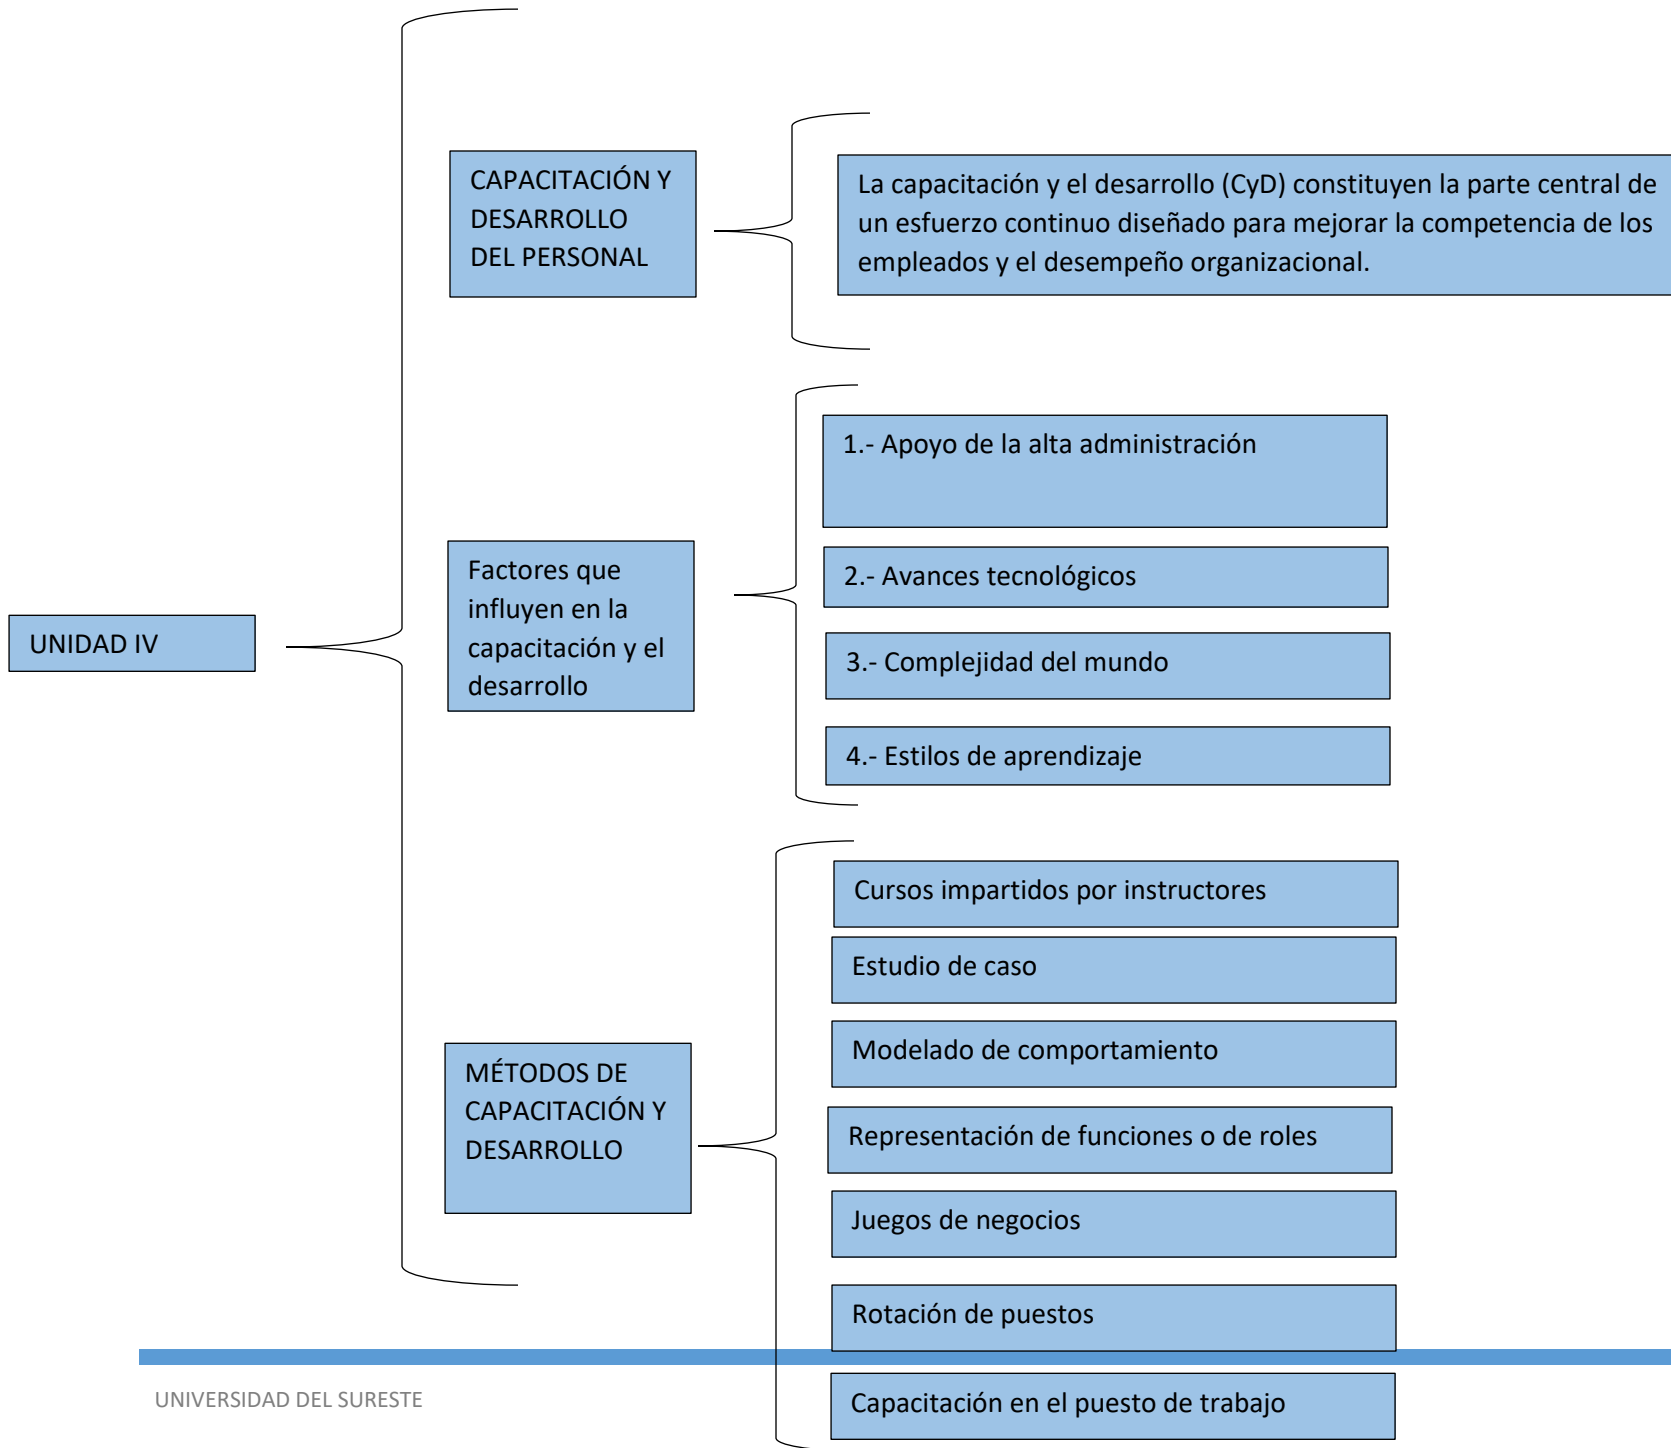 UNIDAD IV
CAPACITACIÓN Y
DESARROLLO
DEL PERSONAL
La capacitación y el desarrollo (CyD) constituyen la parte central de
un esfuerzo continuo diseñado para mejorar la competencia de los
empleados y el desempeño organizacional.
Factores que
influyen en la
capacitación y el
desarrollo
1.- Apoyo de la alta administración
2.- Avances tecnológicos
3.- Complejidad del mundo
4.- Estilos de aprendizaje
MÉTODOS DE
CAPACITACIÓN Y
DESARROLLO
Cursos impartidos por instructores
Estudio de caso
Modelado de comportamiento
Representación de funciones o de roles
Juegos de negocios
Rotación de puestos
Capacitación en el puesto de trabajo
UNIVERSIDAD DEL SURESTE